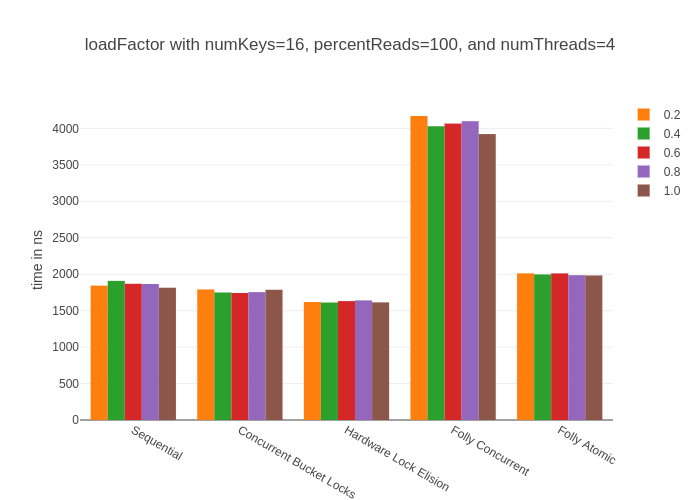 loadFactor with numKeys=16, percentReads=100, and numThreads=4
0.2
0.4
0.6
0.8
1.0
time in ns
4000
3500
3000
2500
2000
1500
1000
500
0
Sequential
Concurrent Bucket Locks
Hardware Lock Elision
Folly Concurrent
Folly Atomic